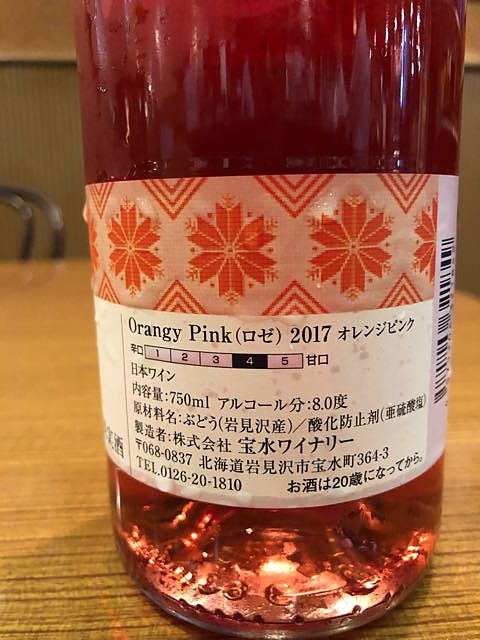 Orangy Pink(ロゼ) 2017 オレンジピンク
辛口 1 2 3 4 5 甘口
日本ワイン
内容量:750ml アルコール分:8.0度
原材料名:ぶどう(岩見沢産)/酸化防止剤(亜硫酸塩)
製造者:株式会社 宝水ワイナリー
〒068-0837 北海道岩見沢市宝水町364-3
TEL.0126-20-1810 お酒は20歳になってから。